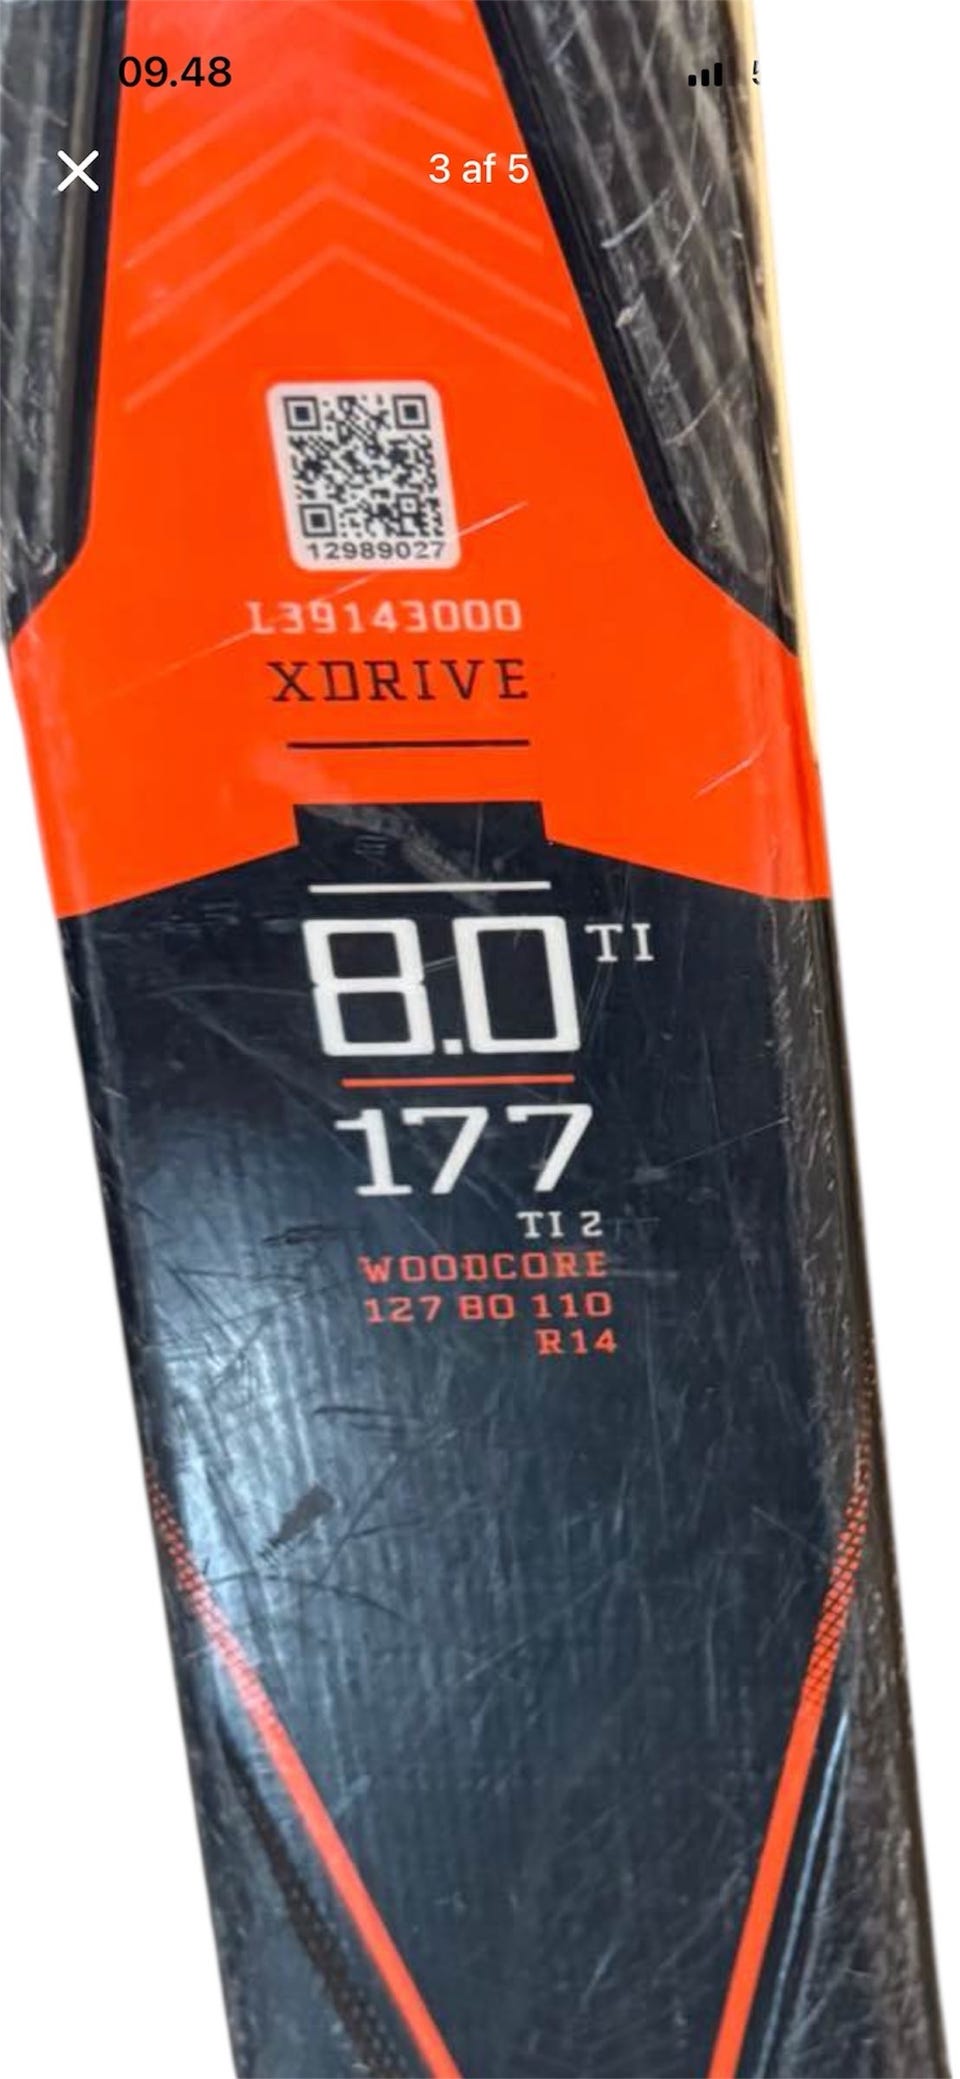 09.48
3 af 5
12989027
L39143000
XDRIVE
8.0 TI
177
TI 2
WOODCORE
127 80 110
R14